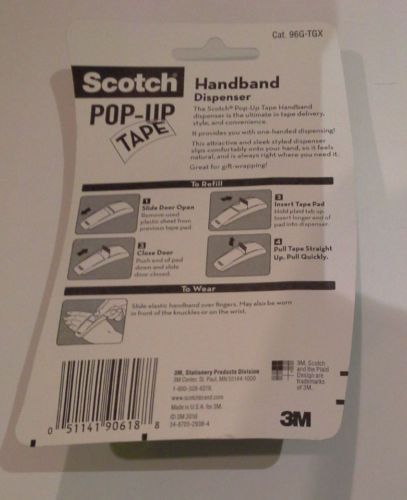 Cat. 96G-TGX
Scotch
POP-UP
TAPE
Handband
Dispenser
The Scotch® Pop-Up Tape Handband
dispenser is the ultimate in tape delivery,
style, and convenience.
It provides you with one-handed dispensing!
This attractive and sleek styled dispenser
slips comfortably onto your hand, so it feels
natural, and is always right where you need it.
Great for gift-wrapping!
To Refill
1
Slide Door Open
Remove used
plastic sheet from
previous tape pad.
Insert Tape Pad
Hold plaid tab up.
Insert longer end of
pad into dispenser.
3
Close Door
Push end of pad
down and slide
door closed.
4
Pull Tape Straight
Up. Pull Quickly.
To Wear
Slide elastic handband over fingers. May also be worn
in front of the knuckles or on the wrist.
3M, Stationery Products Division
3M Center, St. Paul, MN 55144-1000
www.scotchbrand.com
Made in U.S.A. for 3M.
© 3M
3M, Scotch
and the Plaid
Design are
trademarks
of 3M.
3M
0 51141 90618 8